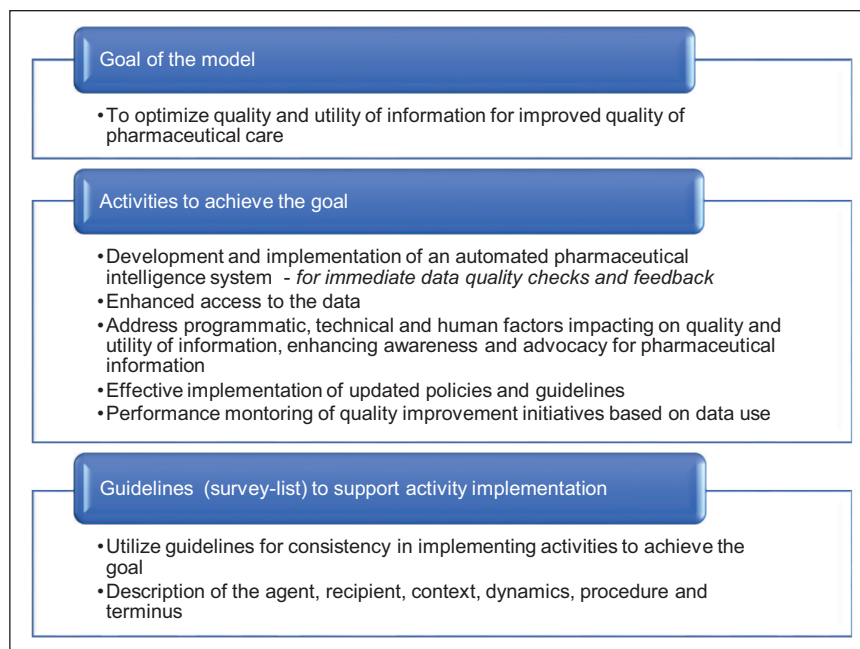 Goal of the model
•To optimize quality and utility of information for improved quality of
pharmaceutical care
Activities to achieve the goal
•Development and implementation of an automated pharmaceutical
intelligence system - for immediate data quality checks and feedback
•Enhanced access to the data
•Address programmatic, technical and human factors impacting on quality and
utility of information, enhancing awareness and advocacy for pharmaceutical
information
•Effective implementation of updated policies and guidelines
•Performance montoring of quality improvement initiatives based on data use
Guidelines (survey-list) to support activity implementation
•Utilize guidelines for consistency in implementing activities to achieve the
goal
•Description of the agent, recipient, context, dynamics, procedure and
terminus